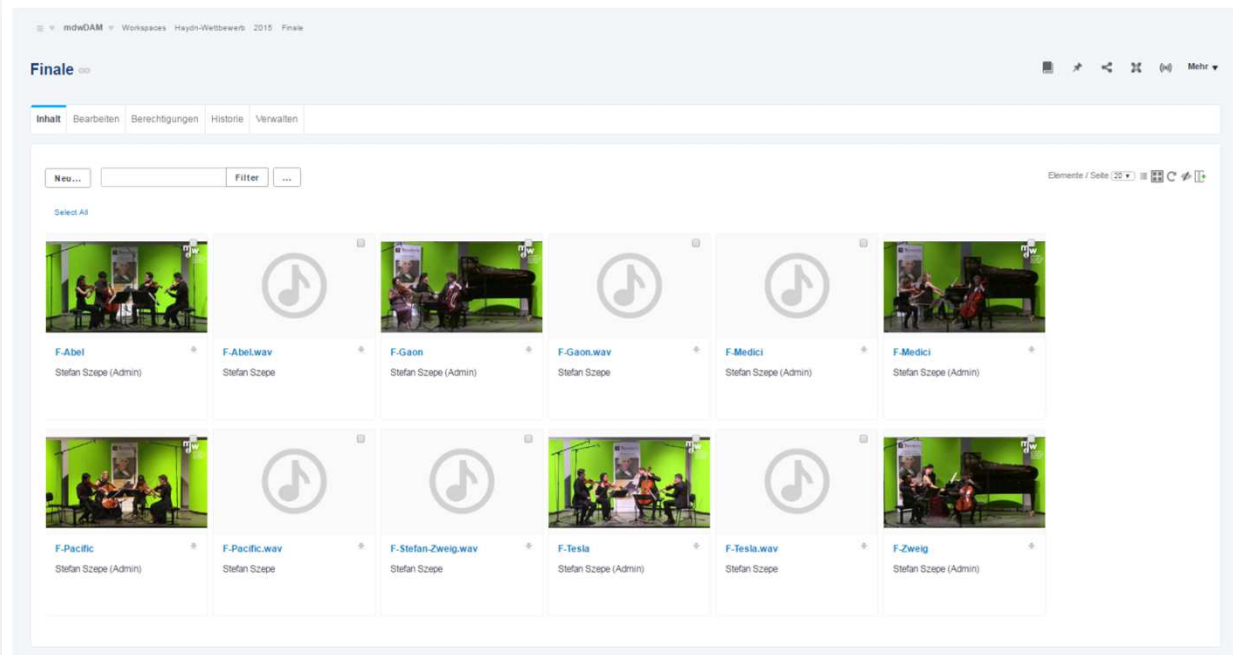 mdwDAM Workspaces Haydn-Wettbewerb 2015 Finale
Finale
Mehr
Inhalt Bearbeiten Berechtigungen Historie Verwalten
Neu... Filter ...
Elemente / Seite 20
Select All
F-Abel F-Abel.wav F-Gaon F-Gaon.wav F-Medici F-Medici
Stefan Szepe (Admin) Stefan Szepe Stefan Szepe (Admin) Stefan Szepe Stefan Szepe (Admin) Stefan Szepe (Admin)
F-Pacific F-Pacific.wav F-Stefan-Zweig.wav F-Tesla F-Tesla.wav F-Zweig
Stefan Szepe (Admin) Stefan Szepe Stefan Szepe Stefan Szepe (Admin) Stefan Szepe Stefan Szepe (Admin)